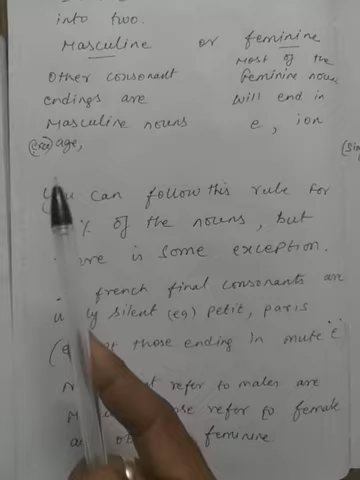 into two.
Masculine or feminine
Other consonant Most of the
endings are feminine nouns
Masculine nouns will end in
age, e, ion
You can follow this rule for
% of the nouns, but
is some exception.
french final consonants are
silent (eg) petit, paris
those ending in mute e
refer to males are
refer to female
feminine.